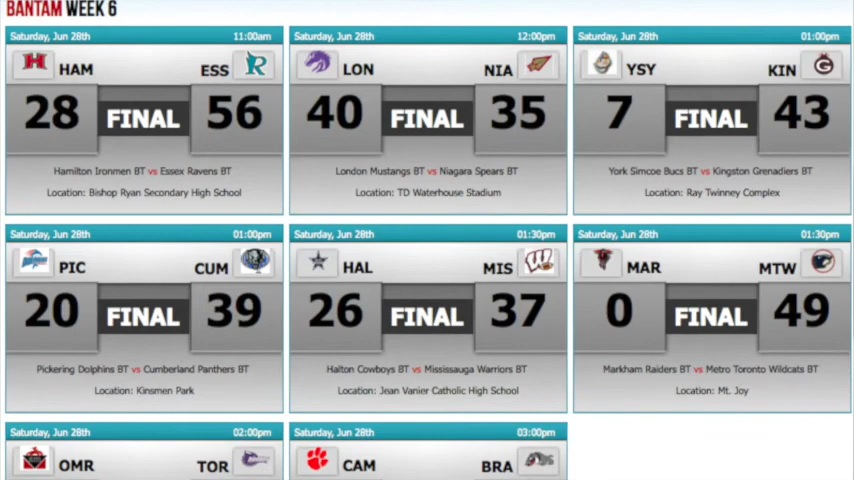 BANTAM WEEK 6
Saturday, Jun 28th 11:00am
HAM ESS
28 FINAL 56
Hamilton Ironmen BT vs Essex Ravens BT
Location: Bishop Ryan Secondary High School
Saturday, Jun 28th 12:00pm
LON NIA
40 FINAL 35
London Mustangs BT vs Niagara Spears BT
Location: TD Waterhouse Stadium
Saturday, Jun 28th 01:00pm
YSY KIN
7 FINAL 43
York Simcoe Bucs BT vs Kingston Grenadiers BT
Location: Ray Twinney Complex
Saturday, Jun 28th 01:00pm
PIC CUM
20 FINAL 39
Pickering Dolphins BT vs Cumberland Panthers BT
Location: Kinsmen Park
Saturday, Jun 28th 01:30pm
HAL MIS
26 FINAL 37
Halton Cowboys BT vs Mississauga Warriors BT
Location: Jean Vanier Catholic High School
Saturday, Jun 28th 01:30pm
MAR MTW
0 FINAL 49
Markham Raiders BT vs Metro Toronto Wildcats BT
Location: Mt. Joy
Saturday, Jun 28th 02:00pm
OMR TOR
Saturday, Jun 28th 03:00pm
CAM BRA